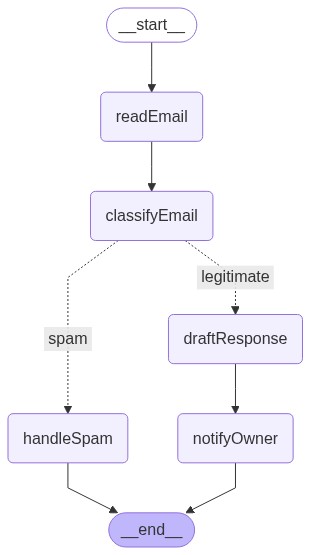 __start__
readEmail
classifyEmail
legitimate
spam
draftResponse
handleSpam
notifyOwner
__end__